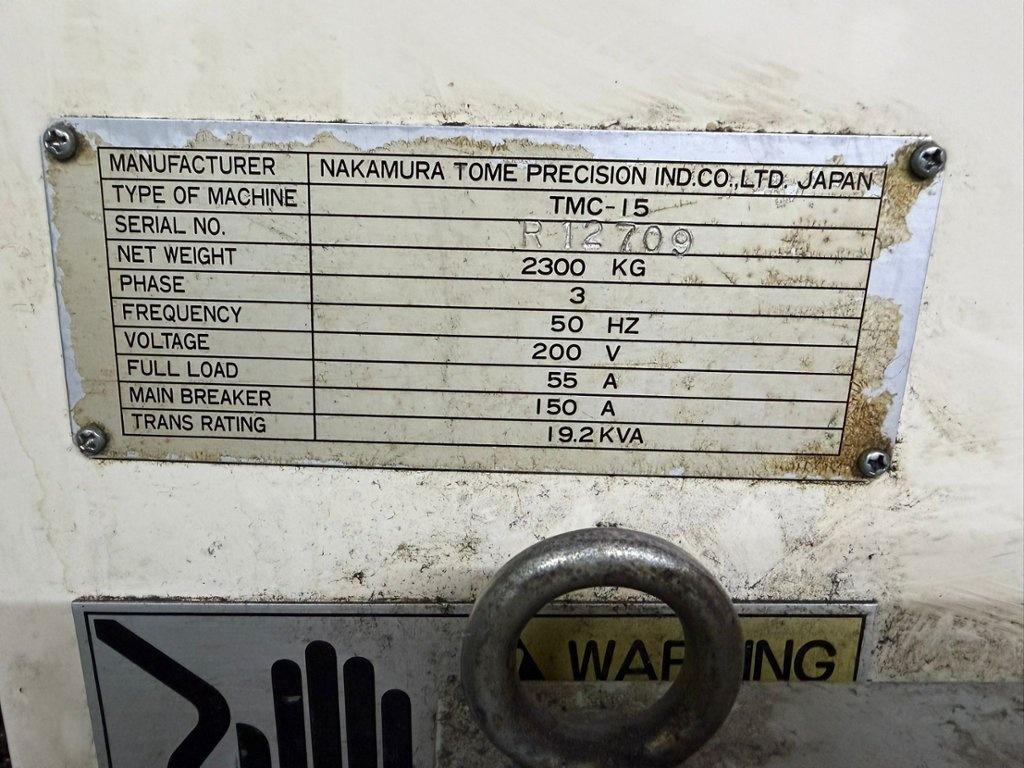 MANUFACTURER NAKAMURA TOME PRECISION IND.CO.,LTD. JAPAN
TYPE OF MACHINE TMC-15
SERIAL NO. R 12709
NET WEIGHT 2300 KG
PHASE 3
FREQUENCY 50 HZ
VOLTAGE 200 V
FULL LOAD 55 A
MAIN BREAKER 150 A
TRANS RATING 19.2 KVA
WARNING